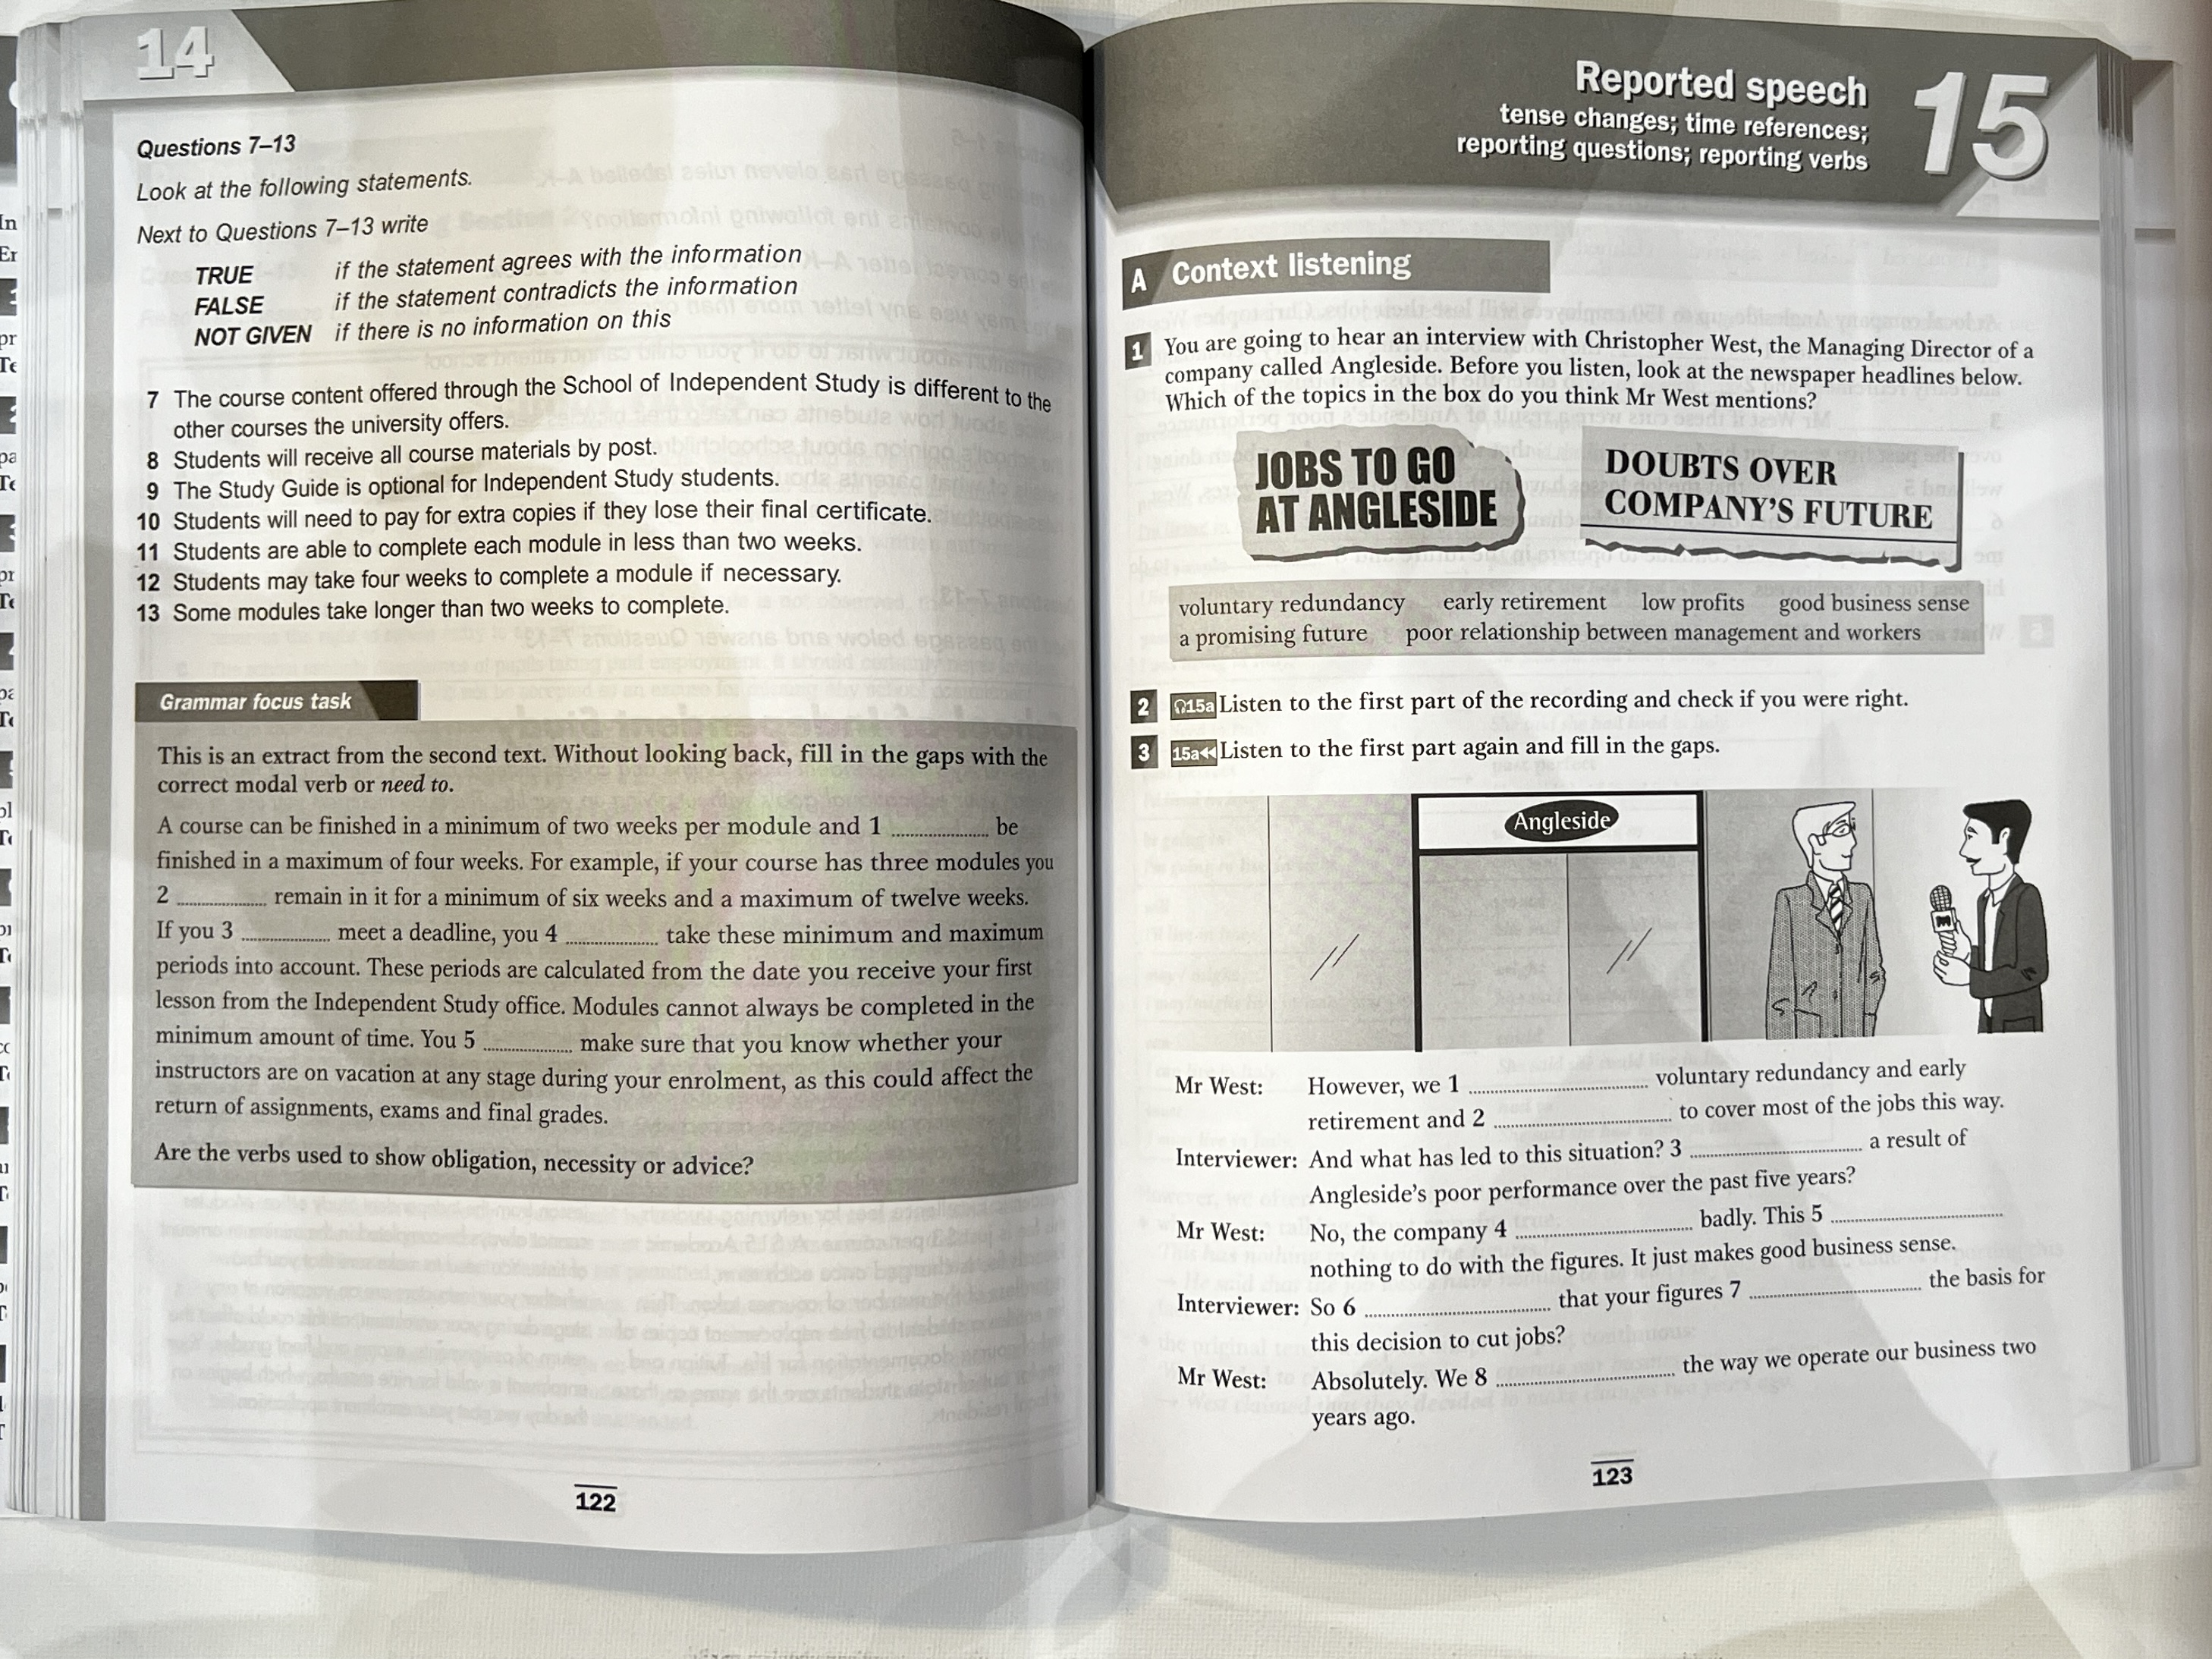 14
Questions 7–13
Look at the following statements.
Next to Questions 7–13 write
TRUE if the statement agrees with the information
FALSE if the statement contradicts the information
NOT GIVEN if there is no information on this
7 The course content offered through the School of Independent Study is different to the
other courses the university offers.
8 Students will receive all course materials by post.
9 The Study Guide is optional for Independent Study students.
10 Students will need to pay for extra copies if they lose their final certificate.
11 Students are able to complete each module in less than two weeks.
12 Students may take four weeks to complete a module if necessary.
13 Some modules take longer than two weeks to complete.
Grammar focus task
This is an extract from the second text. Without looking back, fill in the gaps with the
correct modal verb or need to.
A course can be finished in a minimum of two weeks per module and 1 .................... be
finished in a maximum of four weeks. For example, if your course has three modules you
2 .................... remain in it for a minimum of six weeks and a maximum of twelve weeks.
If you 3 .................... meet a deadline, you 4 .................... take these minimum and maximum
periods into account. These periods are calculated from the date you receive your first
lesson from the Independent Study office. Modules cannot always be completed in the
minimum amount of time. You 5 .................... make sure that you know whether your
instructors are on vacation at any stage during your enrolment, as this could affect the
return of assignments, exams and final grades.
Are the verbs used to show obligation, necessity or advice?
122
Reported speech
tense changes; time references;
reporting questions; reporting verbs
15
A Context listening
1 You are going to hear an interview with Christopher West, the Managing Director of a
company called Angleside. Before you listen, look at the newspaper headlines below.
Which of the topics in the box do you think Mr West mentions?
JOBS TO GO
AT ANGLESIDE
DOUBTS OVER
COMPANY'S FUTURE
voluntary redundancy early retirement low profits good business sense
a promising future poor relationship between management and workers
2 15a Listen to the first part of the recording and check if you were right.
3 15a Listen to the first part again and fill in the gaps.
Angleside
Mr West: However, we 1 .................... voluntary redundancy and early
retirement and 2 .................... to cover most of the jobs this way.
Interviewer: And what has led to this situation? 3 .................... a result of
Angleside's poor performance over the past five years?
Mr West: No, the company 4 .................... badly. This 5 ....................
nothing to do with the figures. It just makes good business sense.
Interviewer: So 6 .................... that your figures 7 .................... the basis for
this decision to cut jobs?
Mr West: Absolutely. We 8 .................... the way we operate our business two
years ago.
123